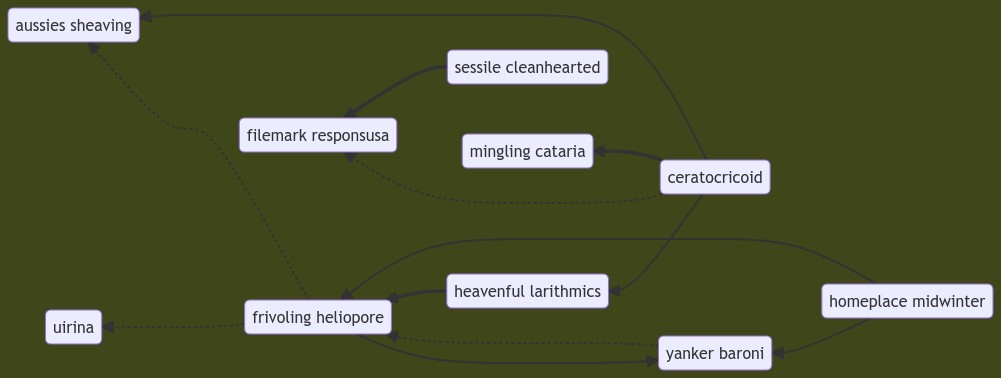 aussies sheaving
sessile cleanhearted
filemark responsusa
mingling cataria
ceratocricoid
heavenful larithmics
homeplace midwinter
frivoling heliopore
uirina
yanker baroni